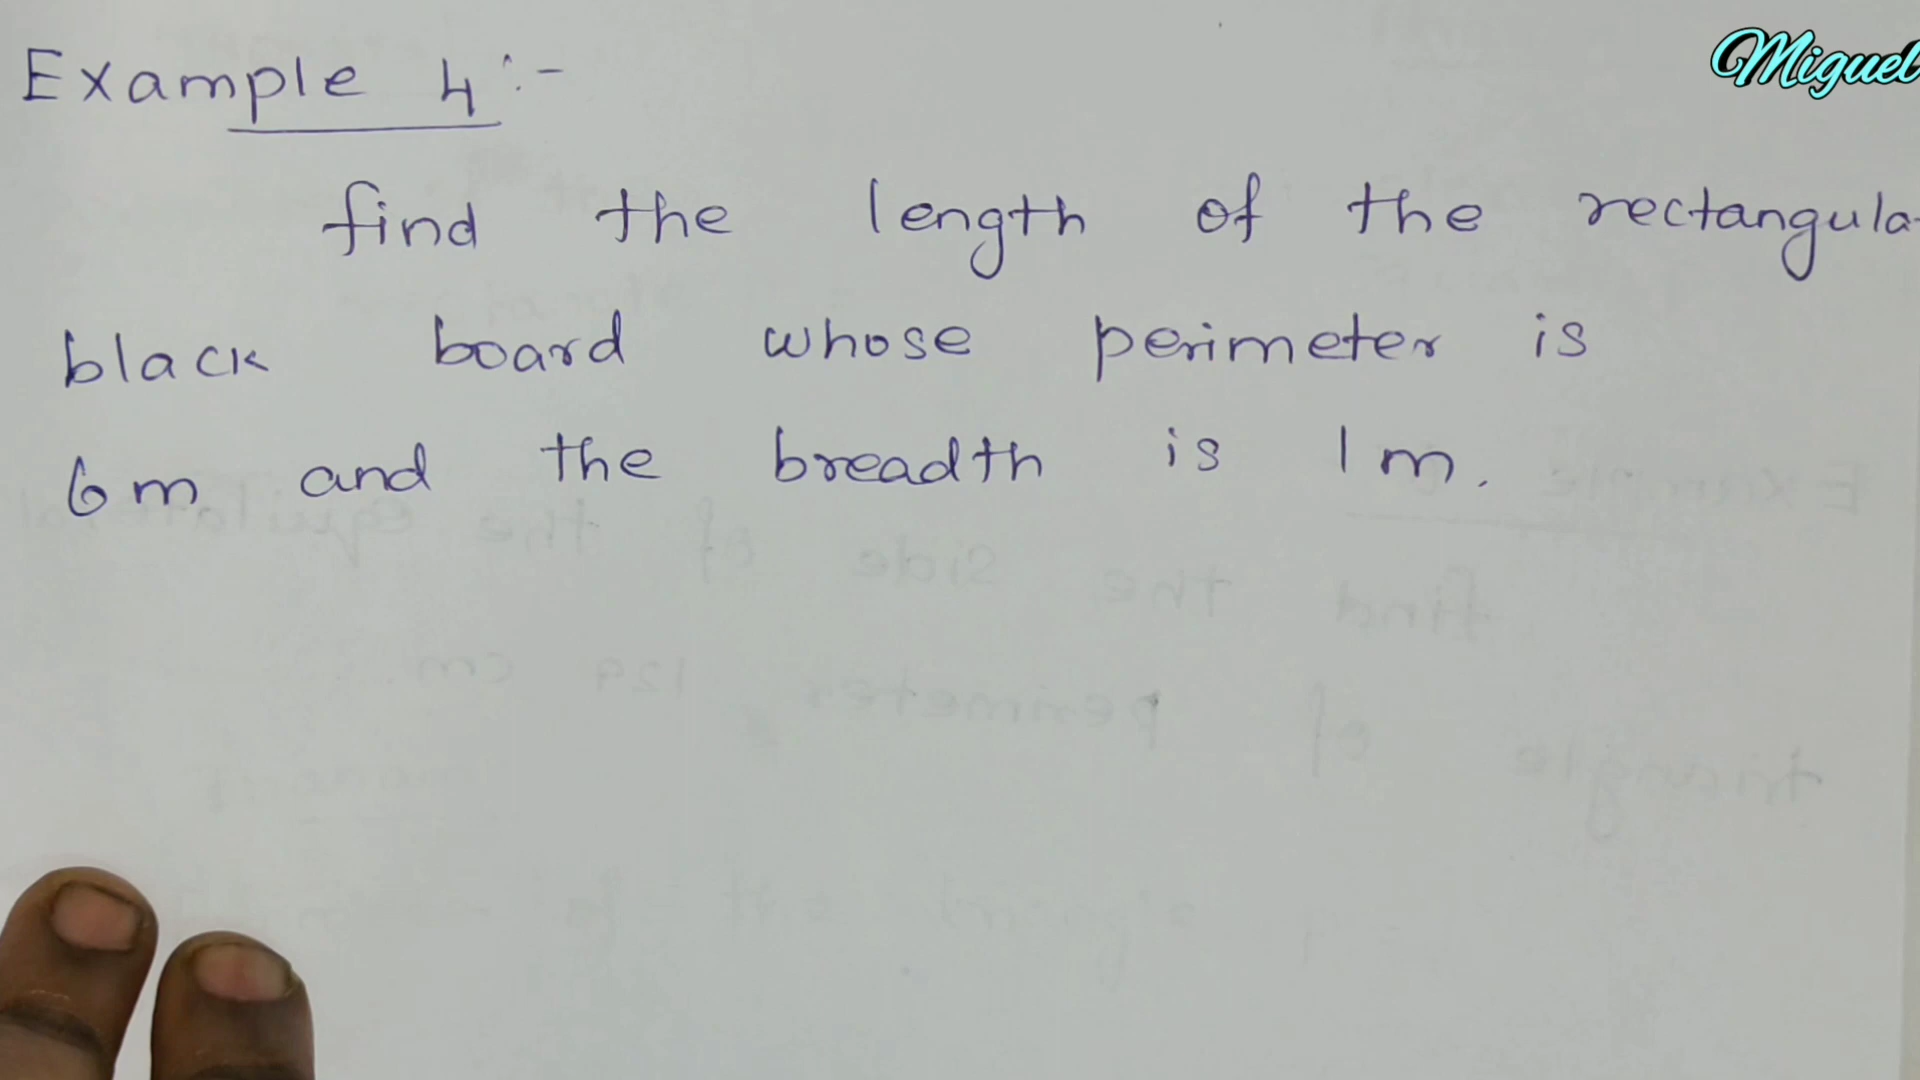 Example 4:-
Miguel
find the length of the rectangula
black board whose perimeter is
6m and the breadth is 1m.